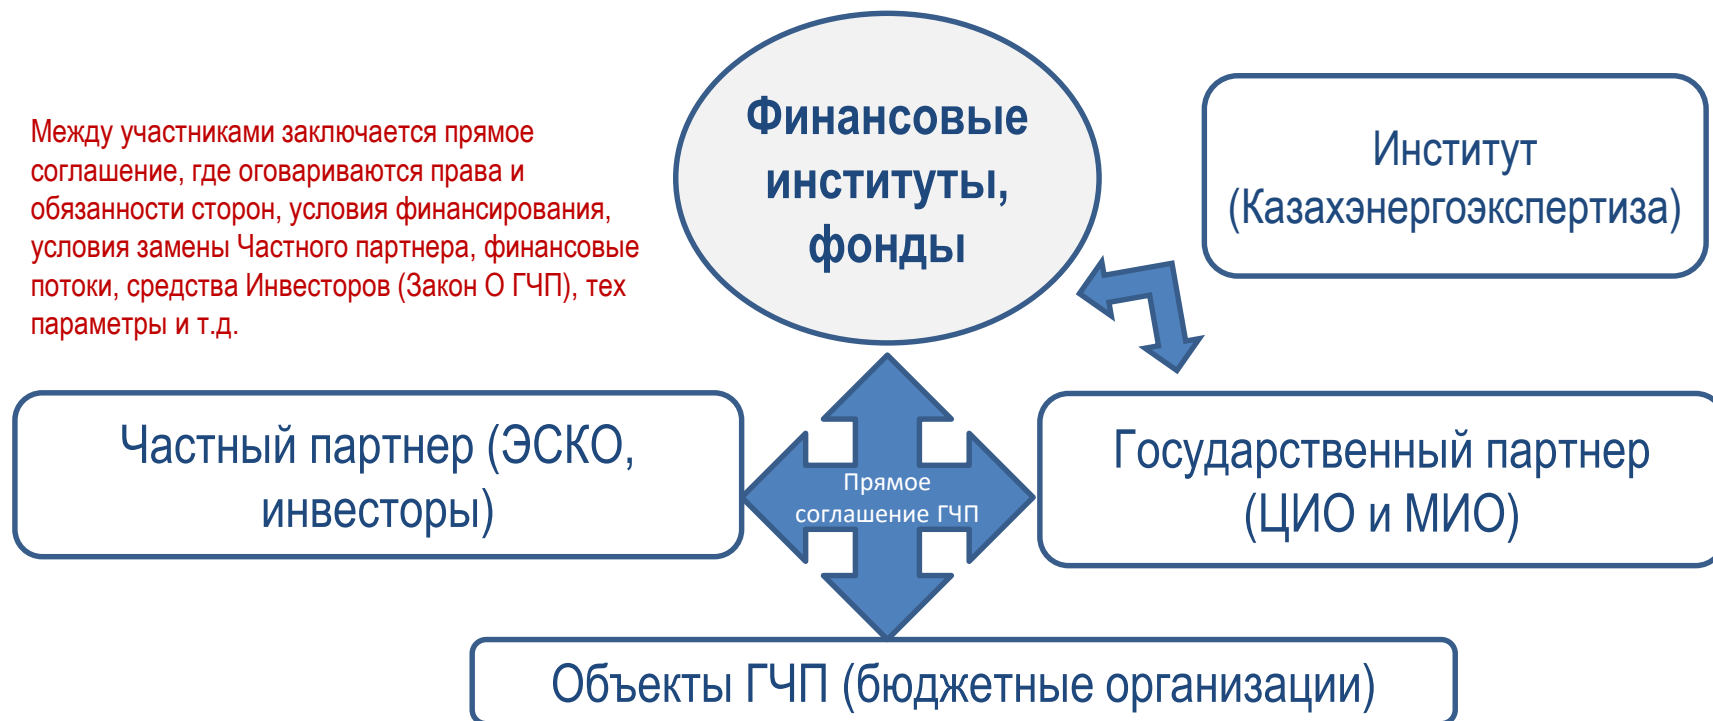 Финансовые
институты,
фонды
Институт
(Казахэнергоэкспертиза)
Между участниками заключается прямое
соглашение, где оговариваются права и
обязанности сторон, условия финансирования,
условия замены Частного партнера, финансовые
потоки, средства Инвесторов (Закон О ГЧП), тех
параметры и т.д.
Частный партнер (ЭСКО,
инвесторы)
Прямое
соглашение ГЧП
Государственный партнер
(ЦИО и МИО)
Объекты ГЧП (бюджетные организации)